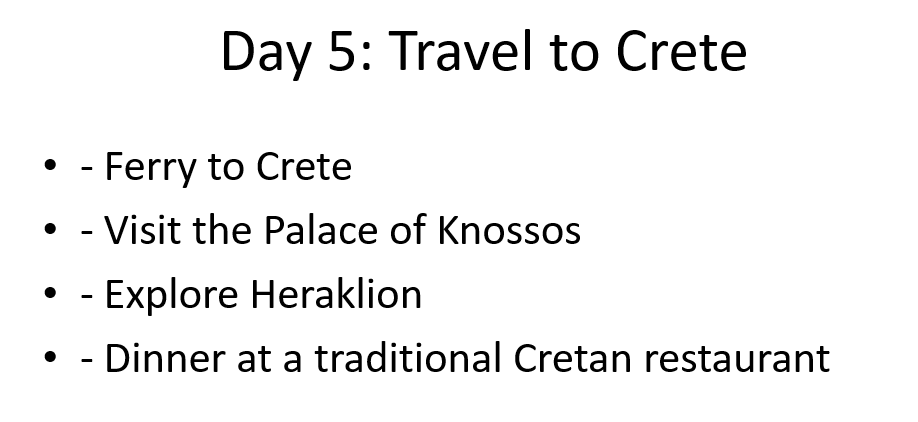 Day 5: Travel to Crete
• - Ferry to Crete
• - Visit the Palace of Knossos
• - Explore Heraklion
• - Dinner at a traditional Cretan restaurant